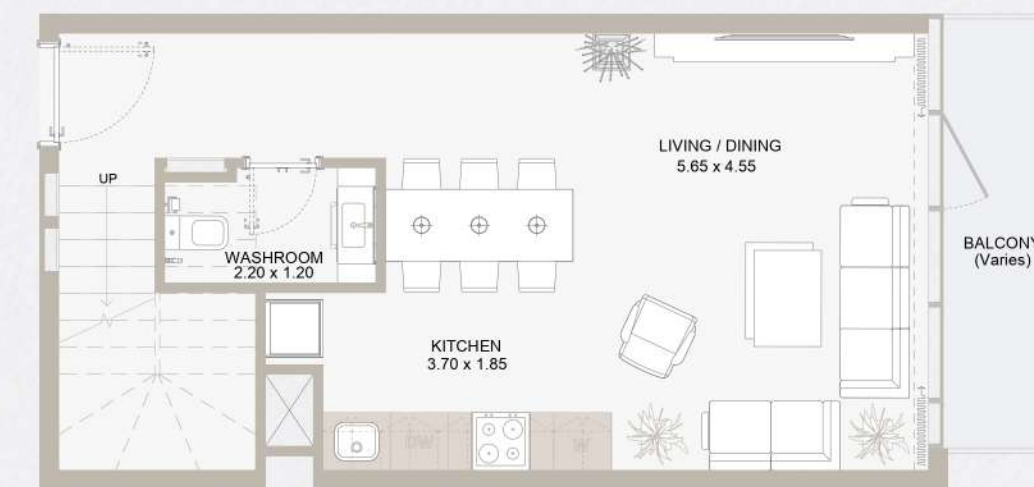 LIVING / DINING
5.65 x 4.55
UP
BALCONY
(Varies)
WASHROOM
2.20 x 1.20
KITCHEN
3.70 x 1.85
DW
W